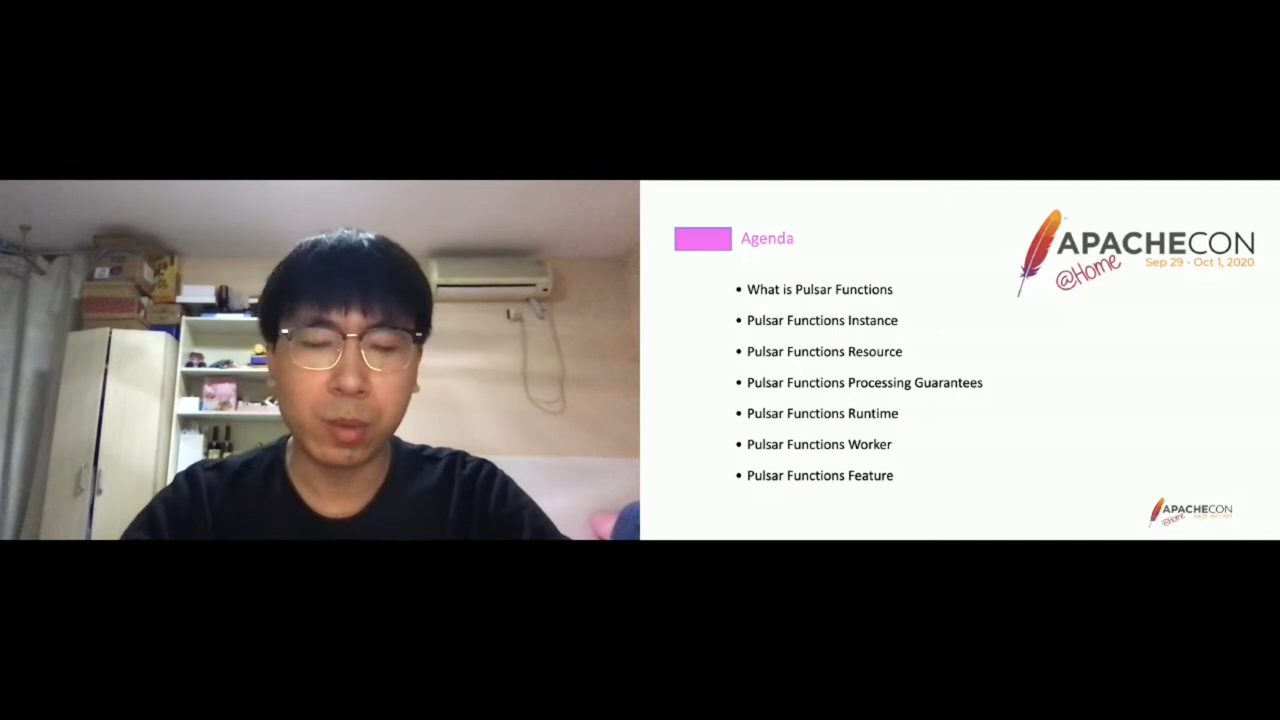 Agenda
APACHECON
@Home
Sep 29 - Oct 1, 2020
• What is Pulsar Functions
• Pulsar Functions Instance
• Pulsar Functions Resource
• Pulsar Functions Processing Guarantees
• Pulsar Functions Runtime
• Pulsar Functions Worker
• Pulsar Functions Feature
APACHECON
@Home